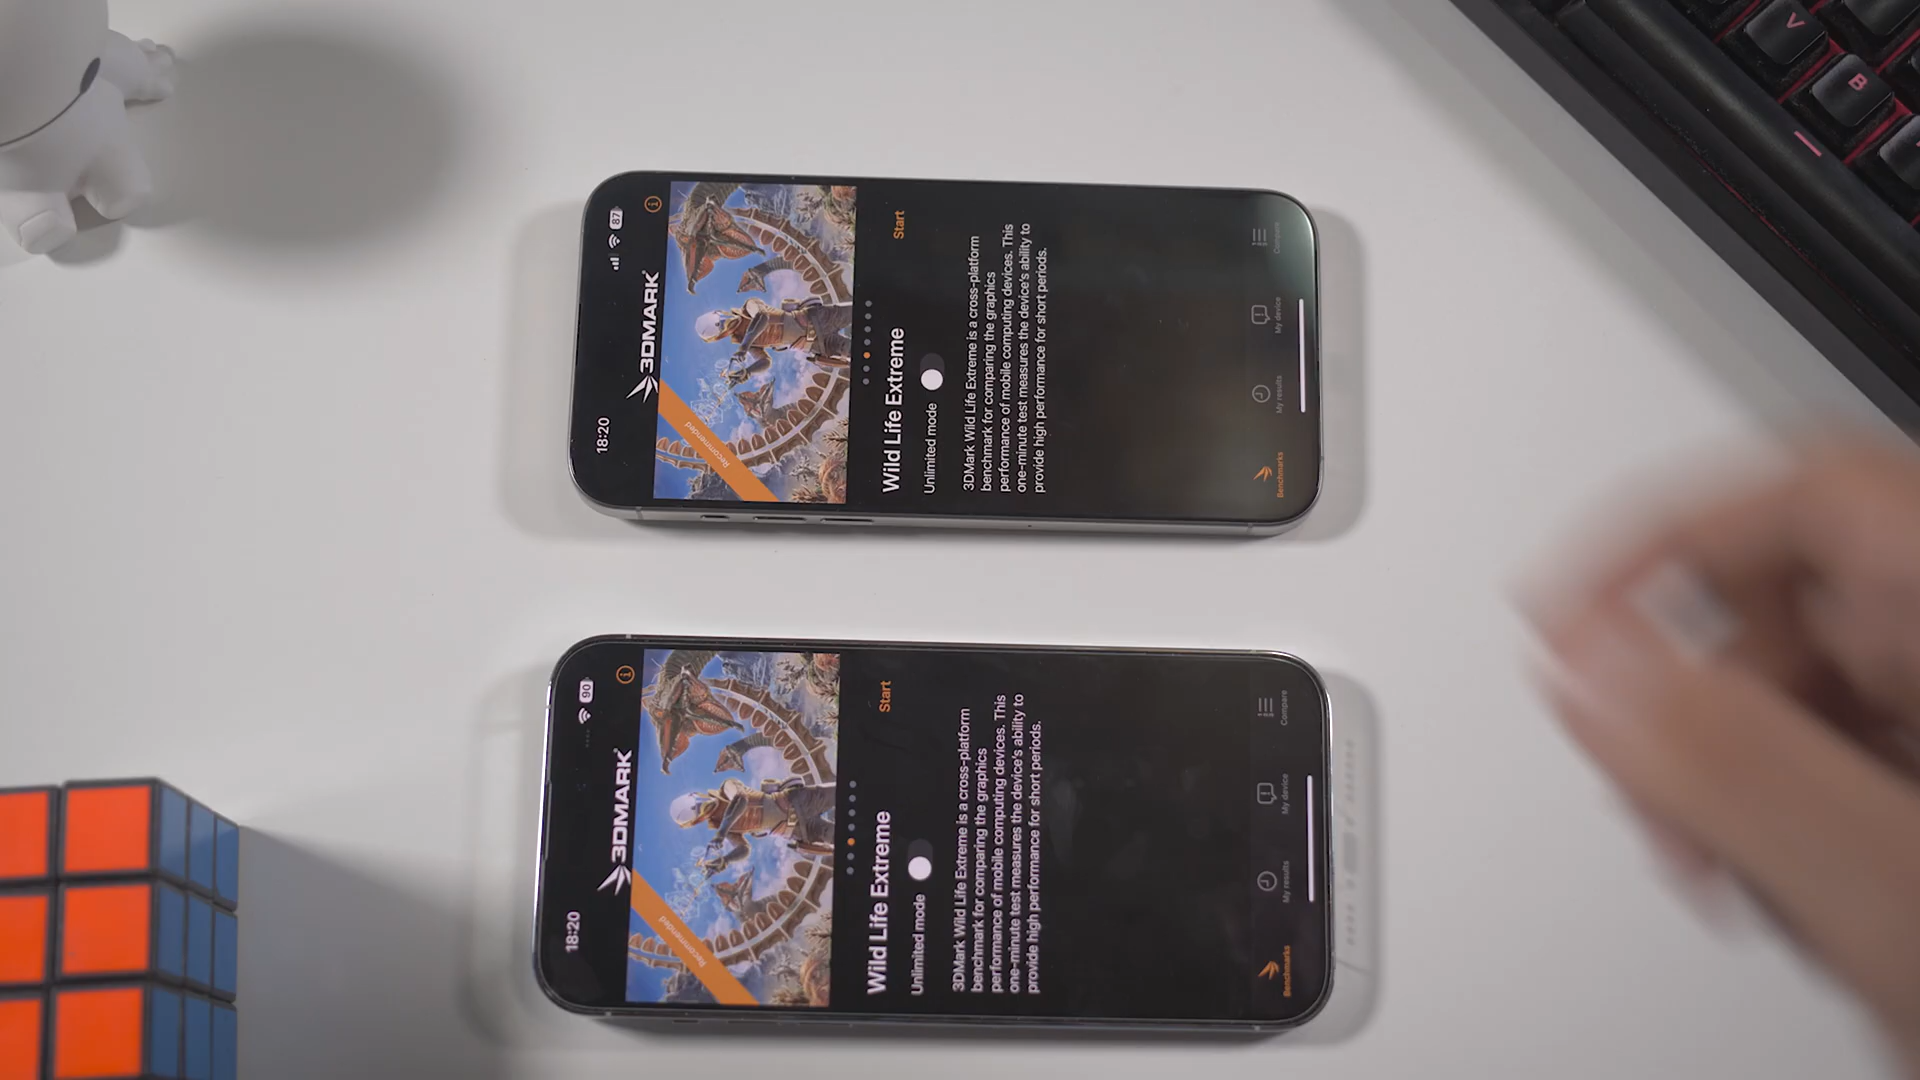 18:20
87
3DMARK
Recommended
Wild Life Extreme
Start
Unlimited mode
3DMark Wild Life Extreme is a cross-platform
benchmark for comparing the graphics
performance of mobile computing devices. This
one-minute test measures the device's ability to
provide high performance for short periods.
Benchmarks
My results
My device
Compare
18:20
90
3DMARK
Recommended
Wild Life Extreme
Start
Unlimited mode
3DMark Wild Life Extreme is a cross-platform
benchmark for comparing the graphics
performance of mobile computing devices. This
one-minute test measures the device's ability to
provide high performance for short periods.
Benchmarks
My results
My device
Compare
V
B